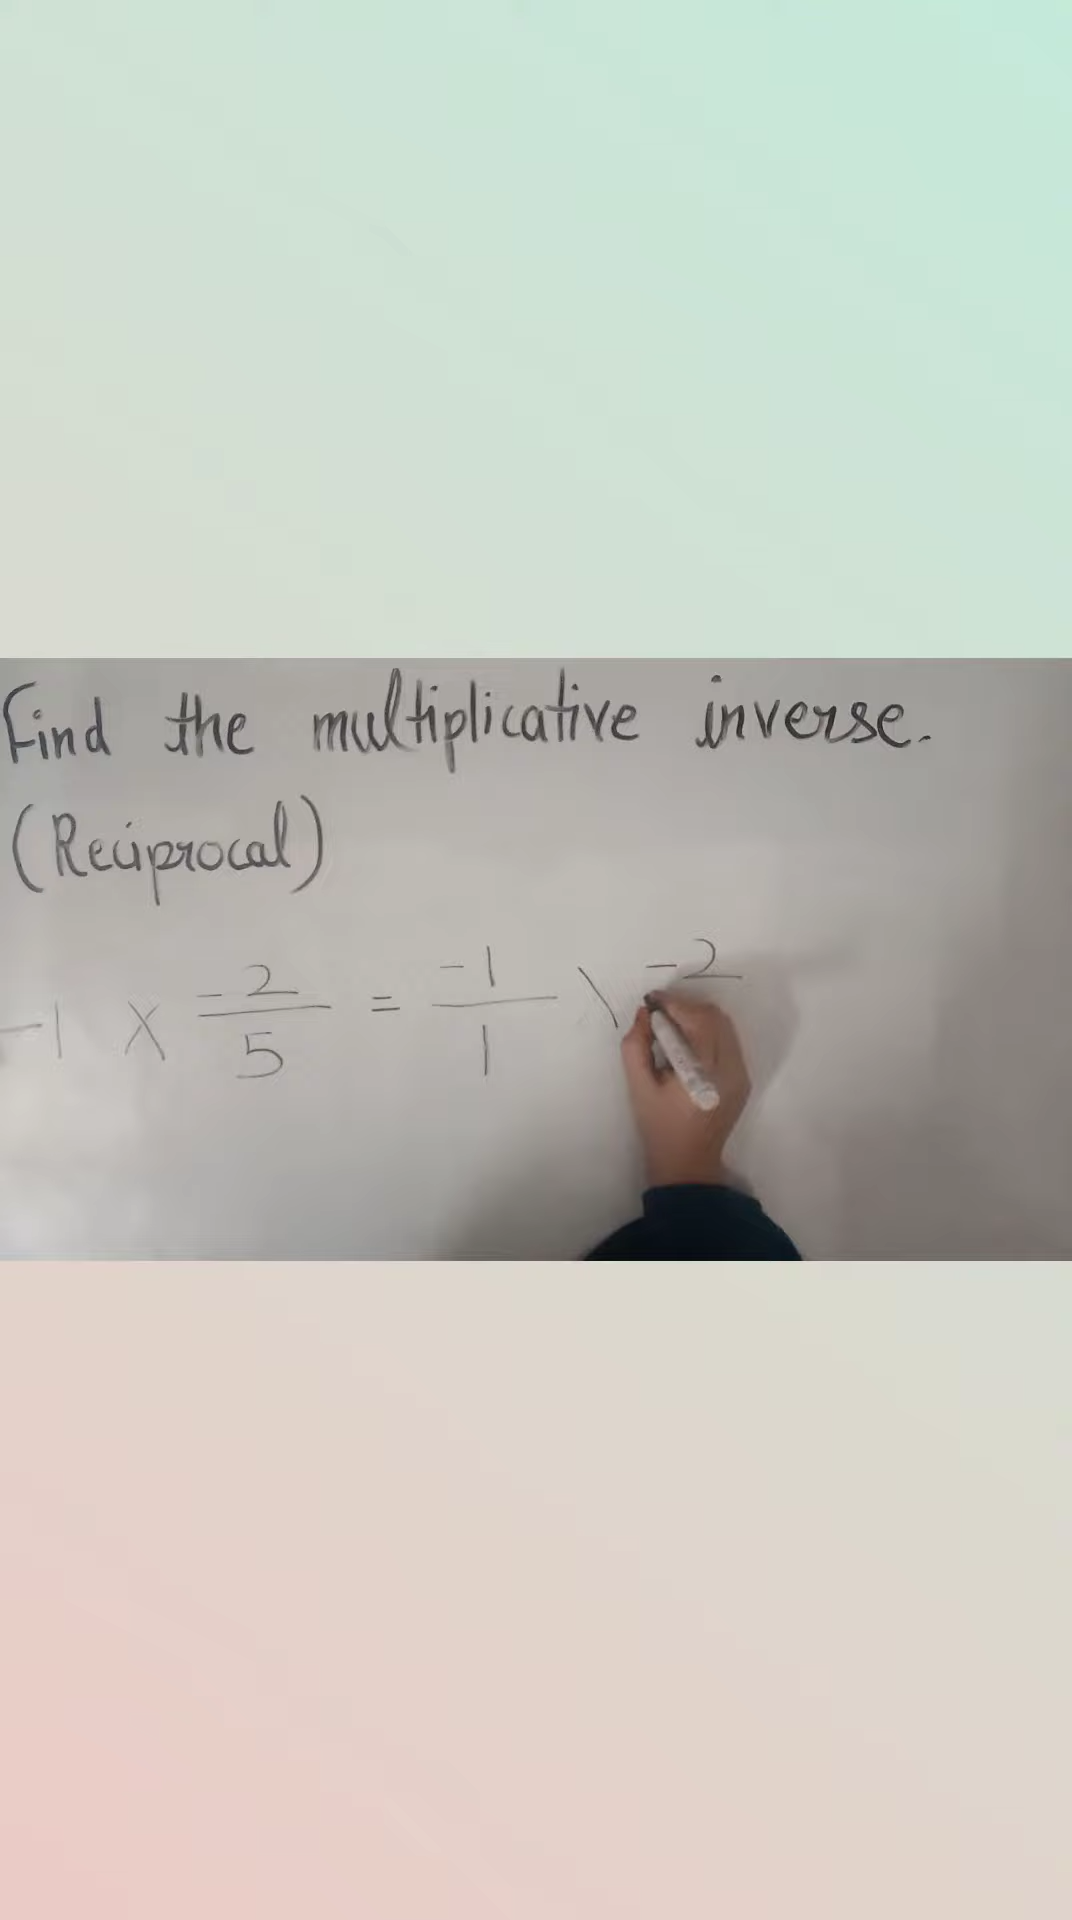 Find the multiplicative inverse.
(Reciprocal)
-1 × -2/5 = -1/1 \ -2